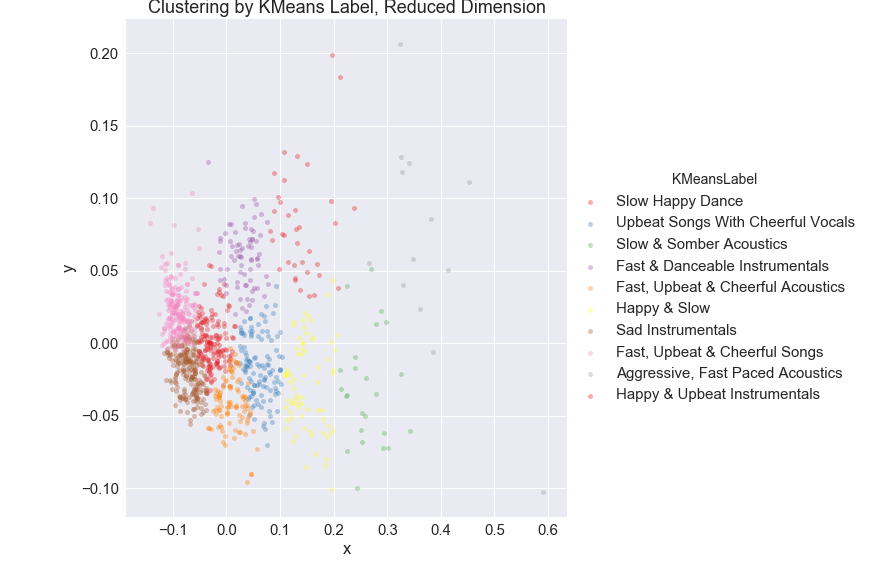 Clustering by KMeans Label, Reduced Dimension
0.20
0.15
0.10
0.05
0.00
−0.05
−0.10
y
−0.1 0.0 0.1 0.2 0.3 0.4 0.5 0.6
x
KMeansLabel
Slow Happy Dance
Upbeat Songs With Cheerful Vocals
Slow & Somber Acoustics
Fast & Danceable Instrumentals
Fast, Upbeat & Cheerful Acoustics
Happy & Slow
Sad Instrumentals
Fast, Upbeat & Cheerful Songs
Aggressive, Fast Paced Acoustics
Happy & Upbeat Instrumentals